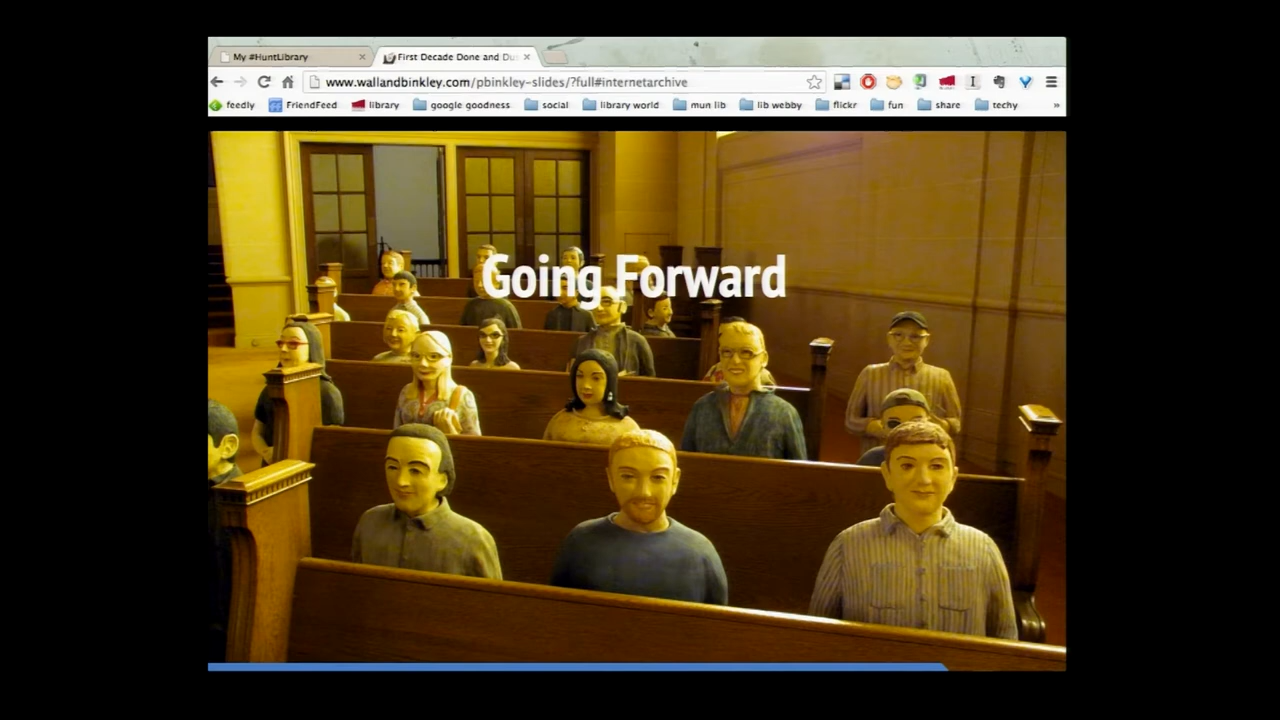 My #HuntLibrary
First Decade Done and Du
www.wallandbinkley.com/pbinkley-slides/?full#internetarchive
feedly FriendFeed library google goodness social library world mun lib lib webby flickr fun share techy
Going Forward